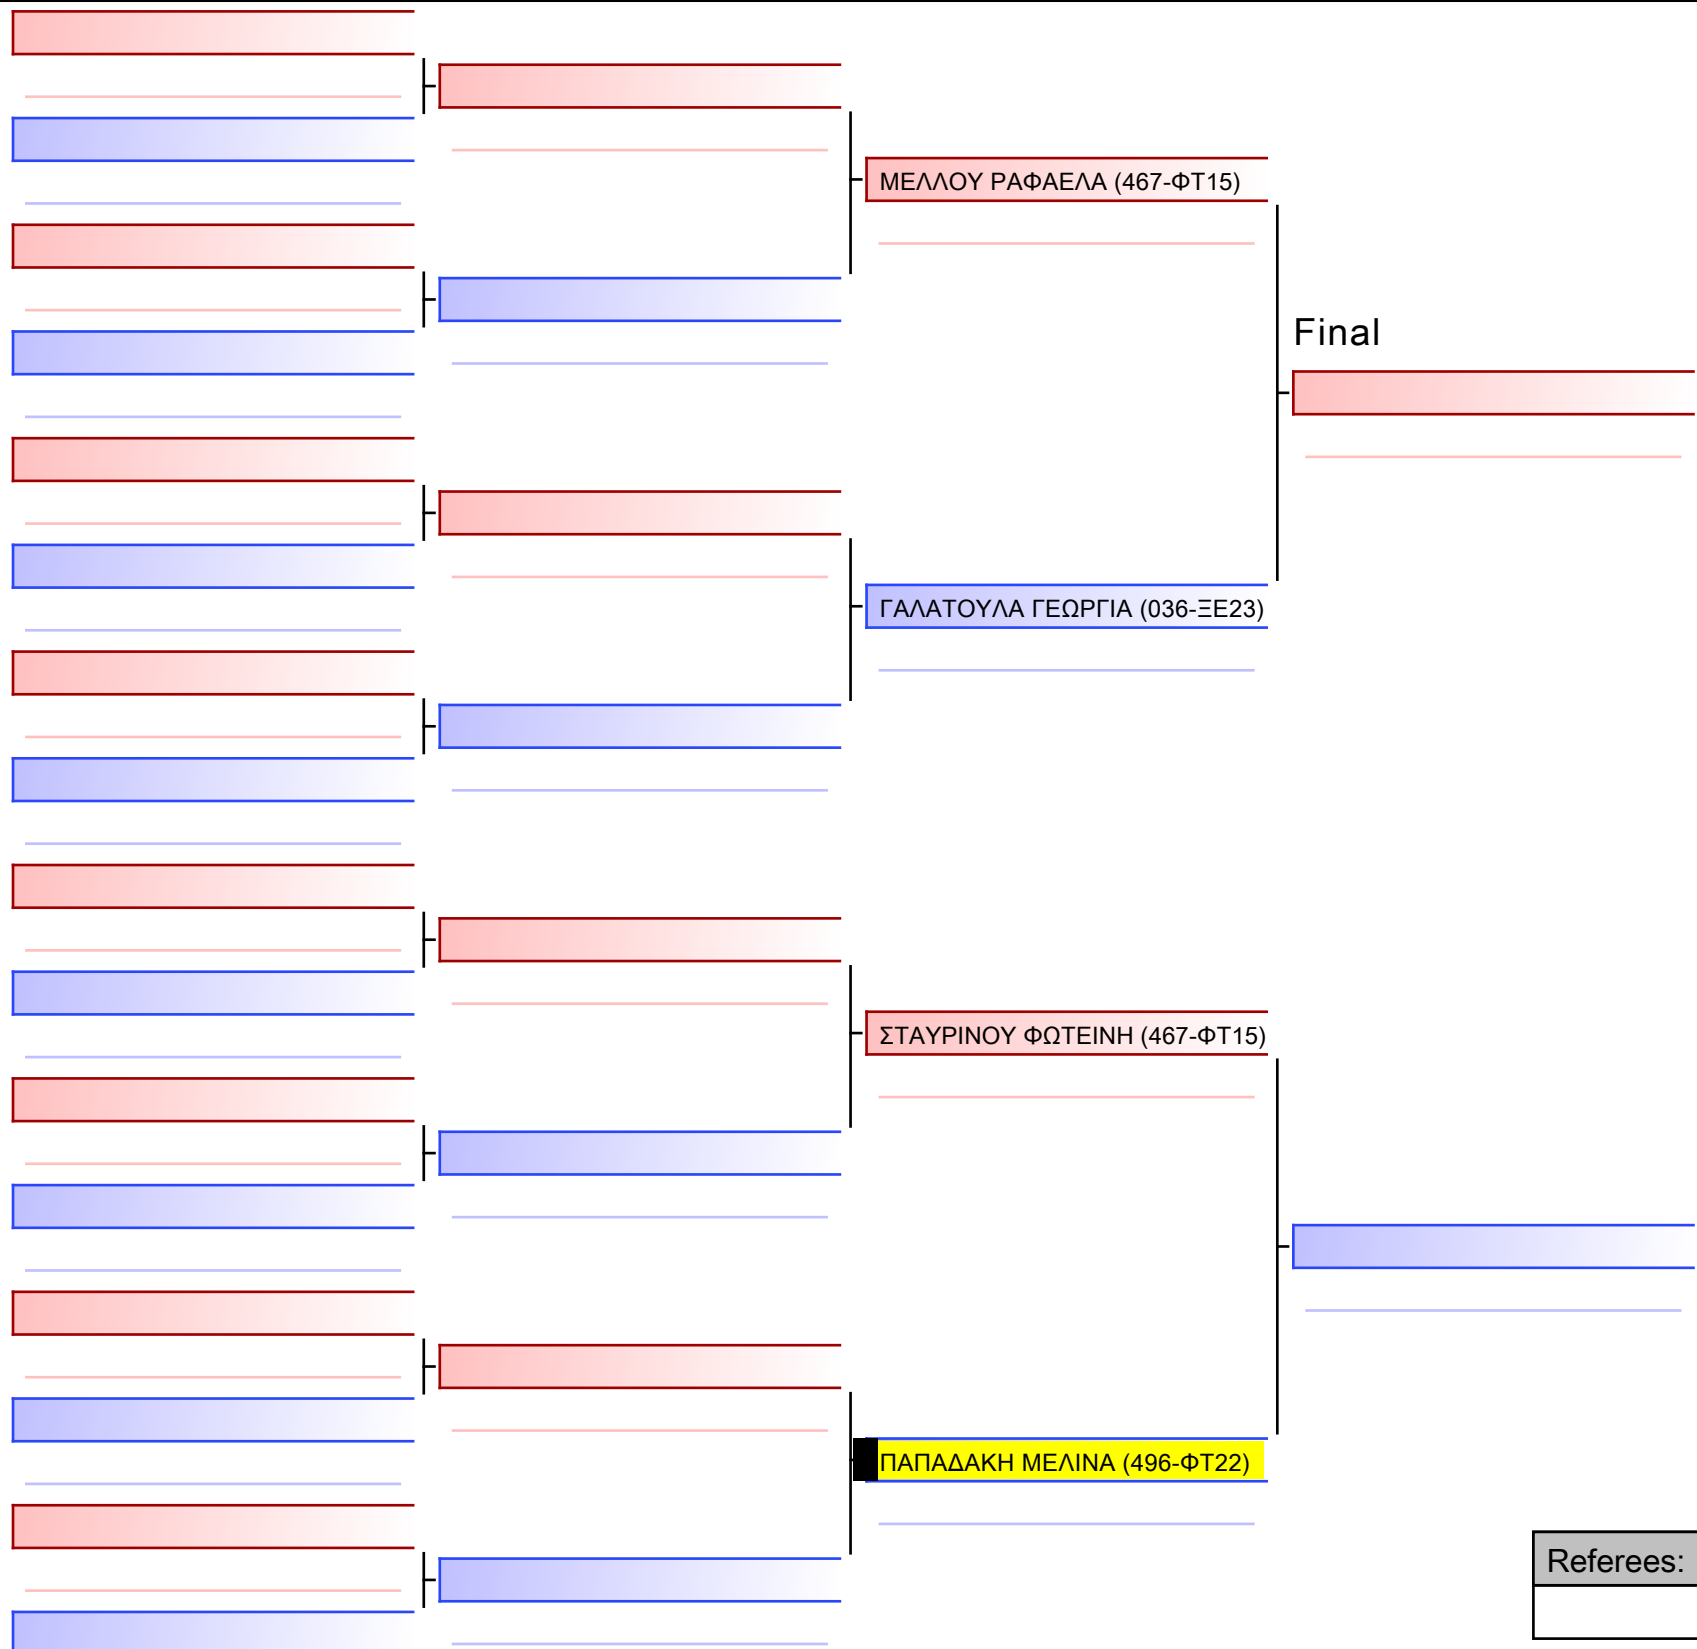 ΜΕΛΛΟΥ ΡΑΦΑΕΛΑ (467-ΦΤ15)
Final
ΓΑΛΑΤΟΥΛΑ ΓΕΩΡΓΙΑ (036-ΞΕ23)
ΣΤΑΥΡΙΝΟΥ ΦΩΤΕΙΝΗ (467-ΦΤ15)
ΠΑΠΑΔΑΚΗ ΜΕΛΙΝΑ (496-ΦΤ22)
Referees: